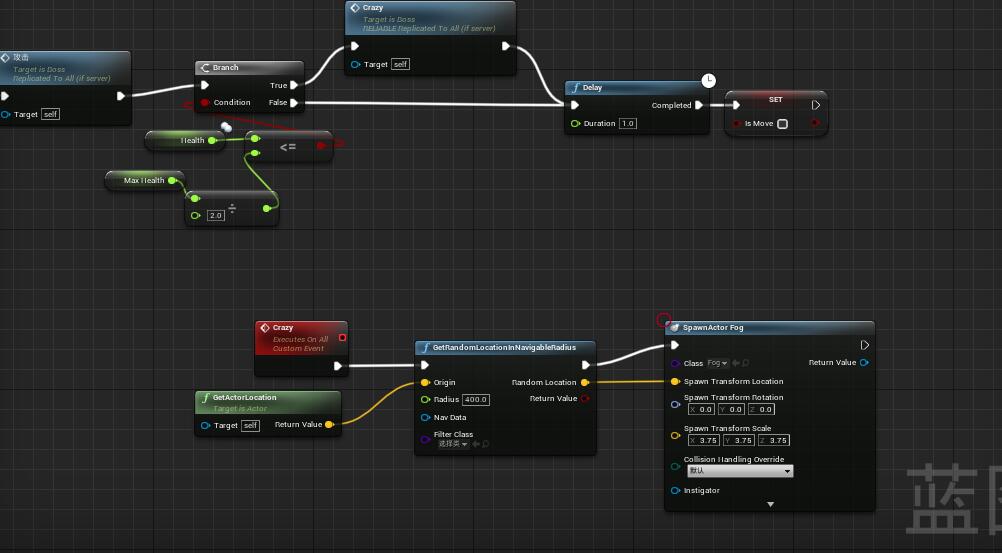 Crazy
Target is Doss
RELIABLE Replicated To All (if server)
Target self
攻击
Target is Doss
Replicated To All (if server)
Target self
Branch
True
Condition False
Delay
Completed
Duration 1.0
SET
Is Move
Health
<=
Max Health
÷
2.0
Crazy
Executes On All
Custom Event
GetActorLocation
Target is Actor
Target self Return Value
GetRandomLocationInNavigableRadius
Origin Random Location
Radius 400.0 Return Value
Nav Data
Filter Class
选择类
SpawnActor Fog
Class Fog Return Value
Spawn Transform Location
Spawn Transform Rotation
X 0.0 Y 0.0 Z 0.0
Spawn Transform Scale
X 3.75 Y 3.75 Z 3.75
Collision Handling Override
默认
Instigator
蓝